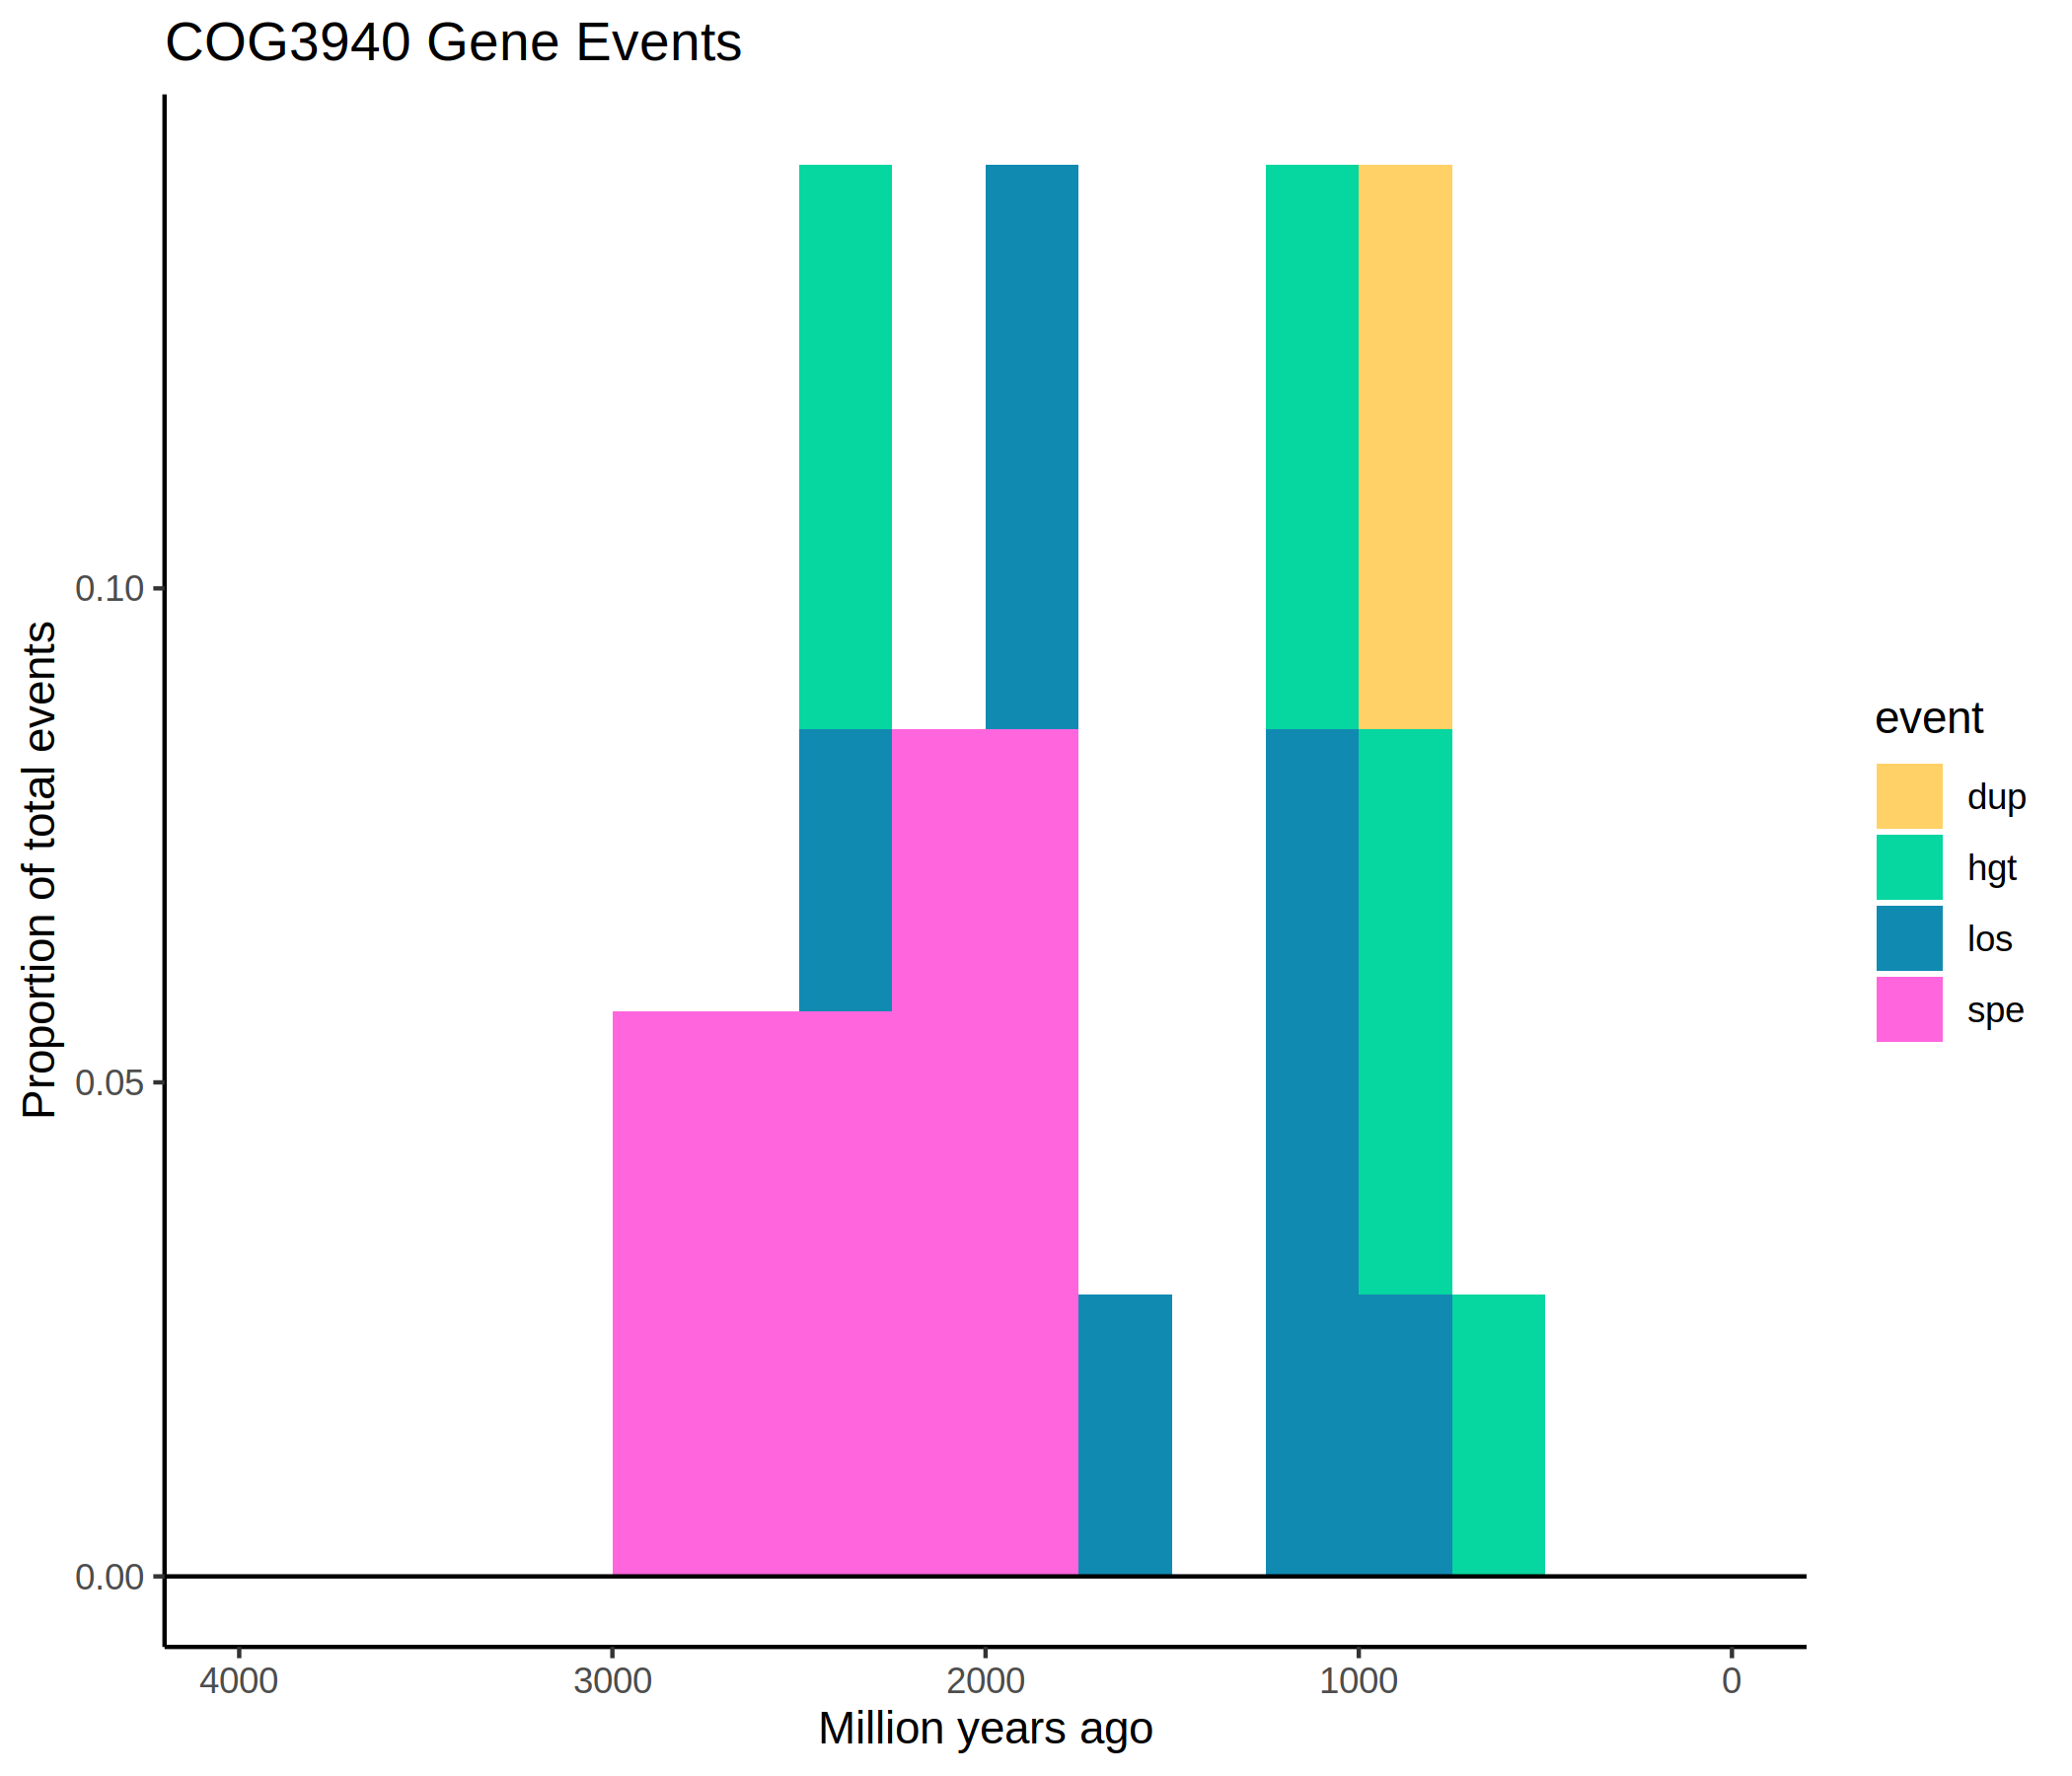 COG3940 Gene Events
Proportion of total events
0.10
0.05
0.00
4000 3000 2000 1000 0
Million years ago
event
dup
hgt
los
spe